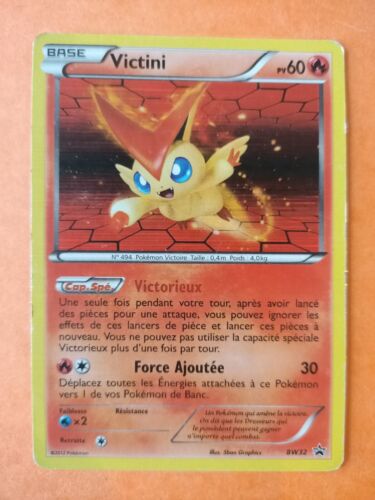 BASE Victini PV60
N° 494 Pokémon Victoire Taille : 0,4m Poids : 4,0kg
Cap. Spé. Victorieux
Une seule fois pendant votre tour, après avoir lancé
des pièces pour une attaque, vous pouvez ignorer les
effets de ces lancers de pièce et lancer ces pièces à
nouveau. Vous ne pouvez pas utiliser la capacité spéciale
Victorieux plus d'une fois par tour.
Force Ajoutée 30
Déplacez toutes les Énergies attachées à ce Pokémon
vers 1 de vos Pokémon de Banc.
Faiblesse Résistance
×2
Retraite
Un Pokémon qui amène la victoire.
On dit que les Dresseurs qui
le possèdent peuvent gagner
n'importe quel combat.
©2012 Pokémon Illus. 5ban Graphics BW32